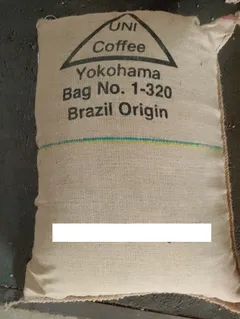 UNI
Coffee
Yokohama
Bag No. 1-320
Brazil Origin